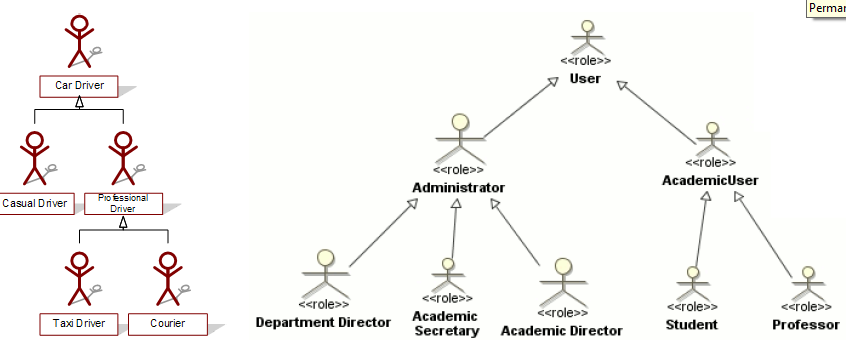 Car Driver
Casual Driver
Professional
Driver
Taxi Driver
Courier
<<role>>
User
<<role>>
Administrator
<<role>>
AcademicUser
<<role>>
Department Director
<<role>>
Academic
Secretary
<<role>>
Academic Director
<<role>>
Student
<<role>>
Professor